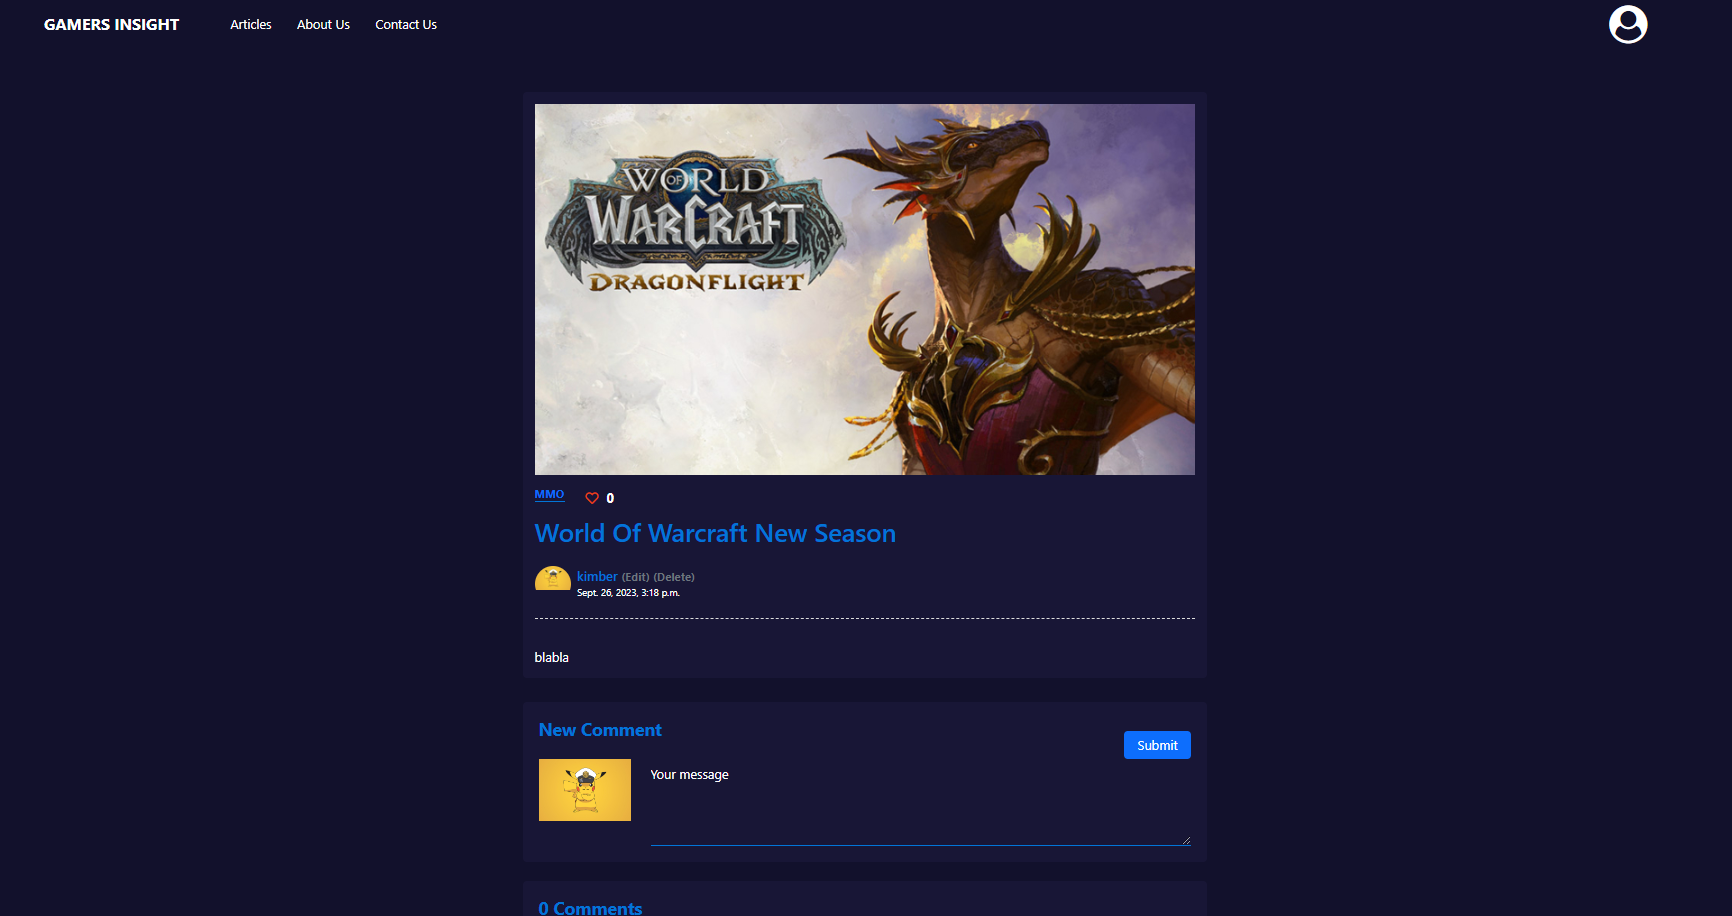 GAMERS INSIGHT
Articles
About Us
Contact Us
WORLD
OF
WARCRAFT
DRAGONFLIGHT
MMO
0
World Of Warcraft New Season
kimber (Edit) (Delete)
Sept. 26, 2023, 3:18 p.m.
blabla
New Comment
Submit
Your message
0 Comments